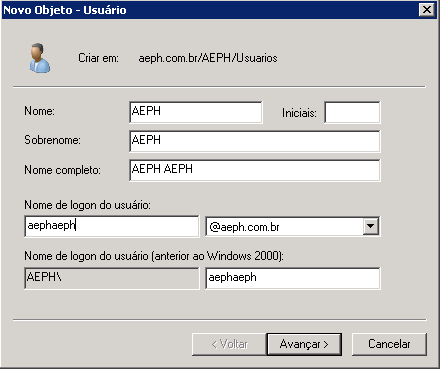 Novo Objeto - Usuário
Criar em: aeph.com.br/AEPH/Usuarios
Nome: AEPH Iniciais:
Sobrenome: AEPH
Nome completo: AEPH AEPH
Nome de logon do usuário:
aephaeph @aeph.com.br
Nome de logon do usuário (anterior ao Windows 2000):
AEPH\ aephaeph
< Voltar Avançar > Cancelar